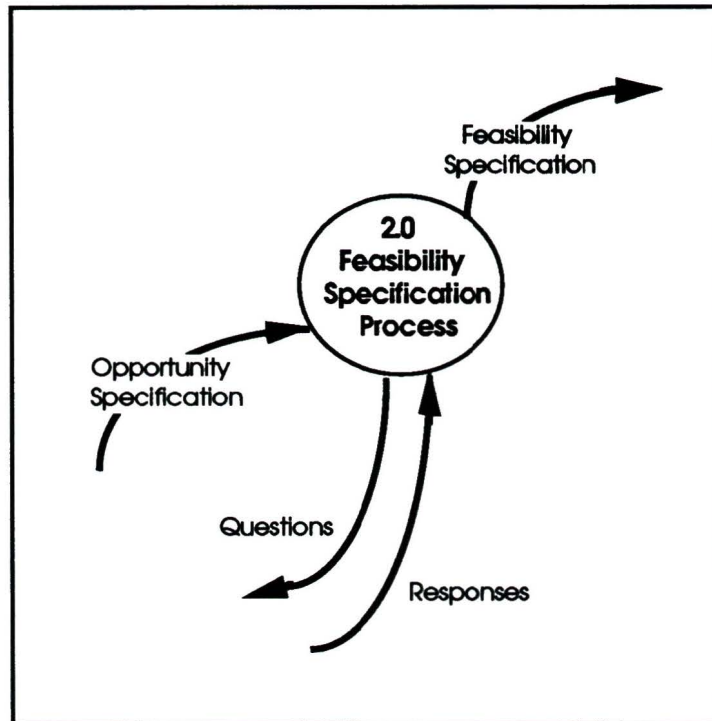 Feasibility
Specification
2.0
Feasibility
Specification
Process
Opportunity
Specification
Questions
Responses